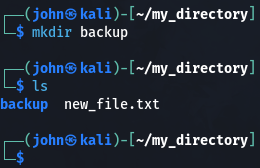 ┌──(john㉿kali)-[~/my_directory]
└─$ mkdir backup
┌──(john㉿kali)-[~/my_directory]
└─$ ls
backup  new_file.txt
┌──(john㉿kali)-[~/my_directory]
└─$